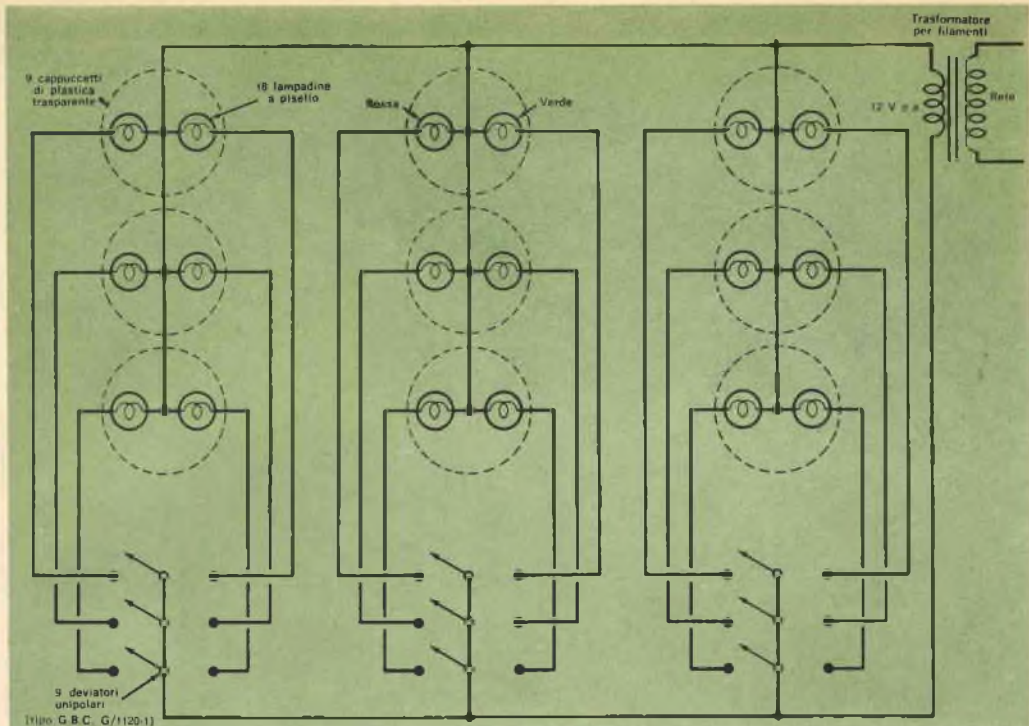 Trasformatore
per filamenti
9 cappuccetti
di plastica
trasparente
18 lampadine
a pisello
Rossa
Verde
12 V c.a.
Rete
9 deviatori
unipolari
[tipo G.B.C. G/1120-1]